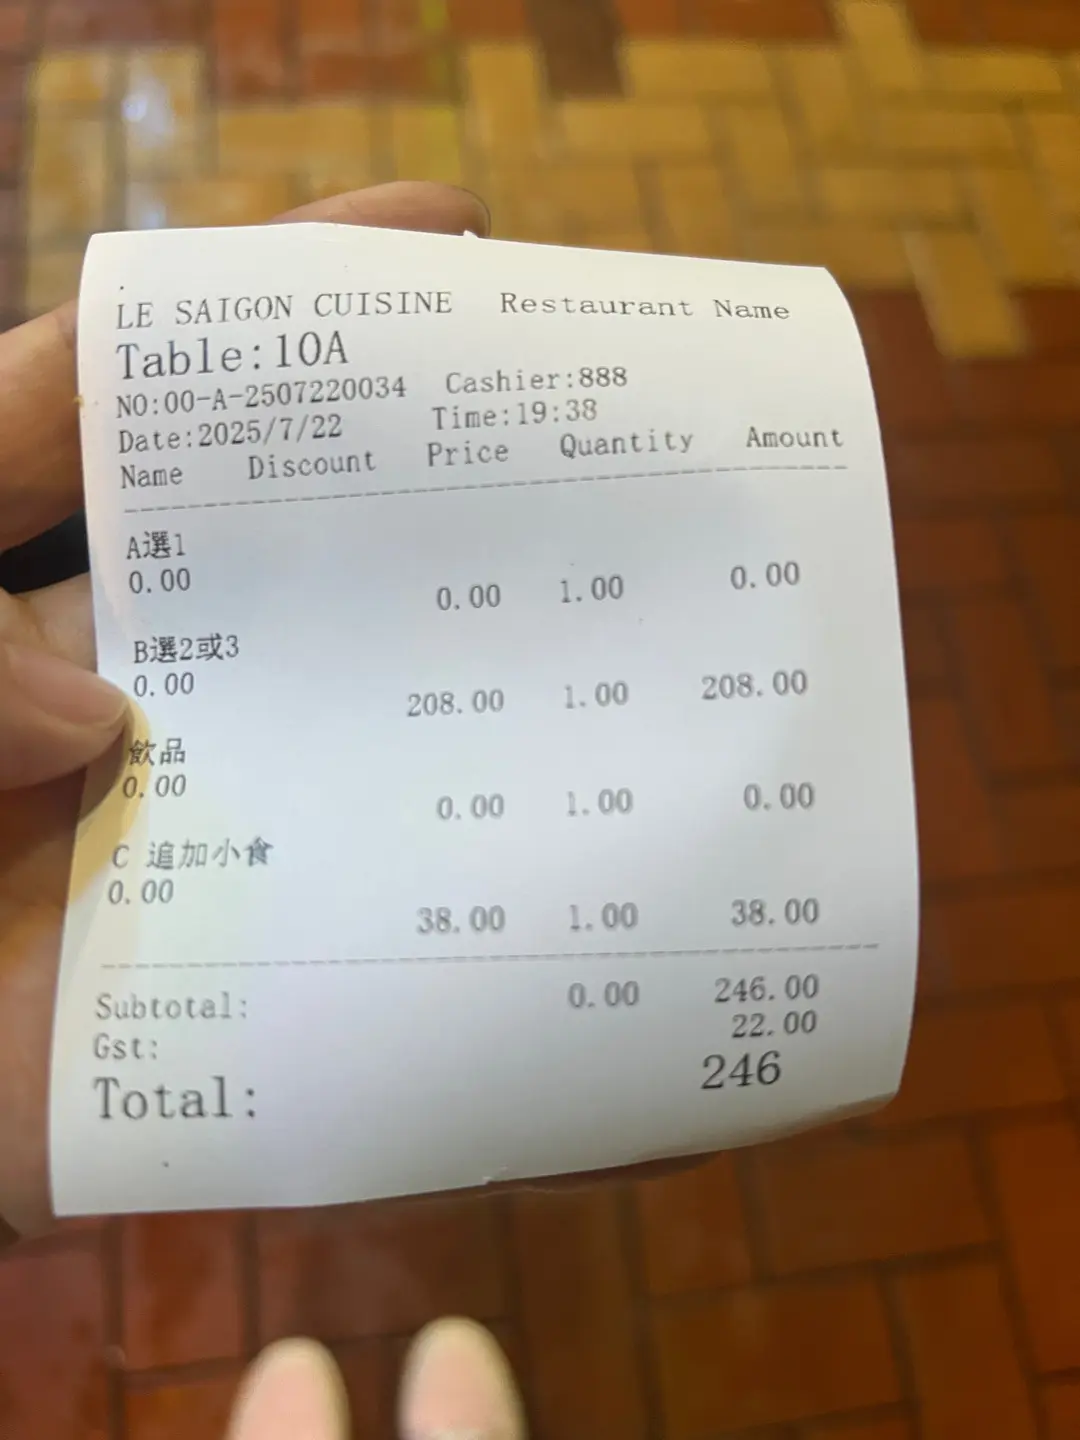 LE SAIGON CUISINE Restaurant Name
Table:10A
NO:00-A-2507220034 Cashier:888
Date:2025/7/22 Time:19:38
Name Discount Price Quantity Amount
A選1
0.00 0.00 1.00 0.00
B選2或3
0.00 208.00 1.00 208.00
飲品
0.00 0.00 1.00 0.00
C 追加小食
0.00 38.00 1.00 38.00
Subtotal: 0.00 246.00
Gst: 22.00
Total: 246